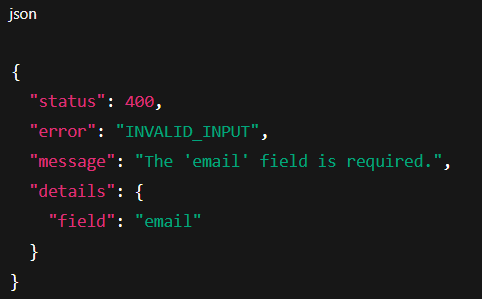 json
{
  "status": 400,
  "error": "INVALID_INPUT",
  "message": "The 'email' field is required.",
  "details": {
    "field": "email"
  }
}